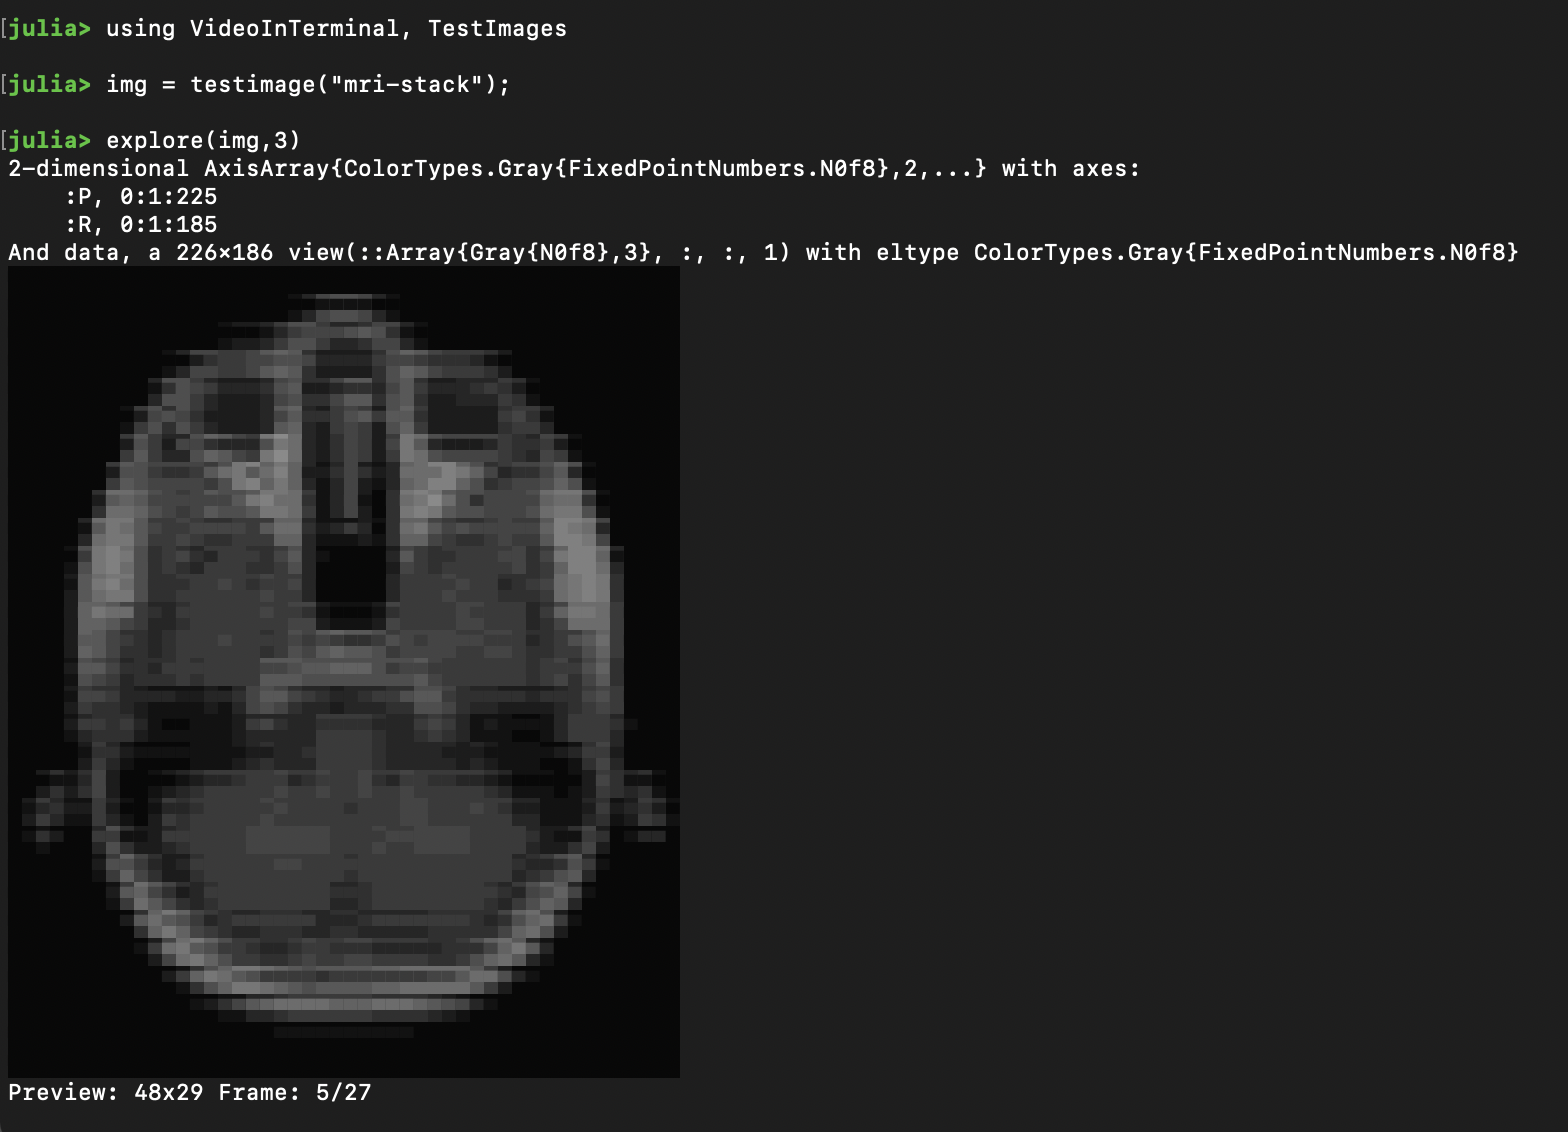 [julia> using VideoInTerminal, TestImages
[julia> img = testimage("mri-stack");
[julia> explore(img,3)
2-dimensional AxisArray{ColorTypes.Gray{FixedPointNumbers.N0f8},2,...} with axes:
    :P, 0:1:225
    :R, 0:1:185
And data, a 226×186 view(::Array{Gray{N0f8},3}, :, :, 1) with eltype ColorTypes.Gray{FixedPointNumbers.N0f8}
Preview: 48x29 Frame: 5/27